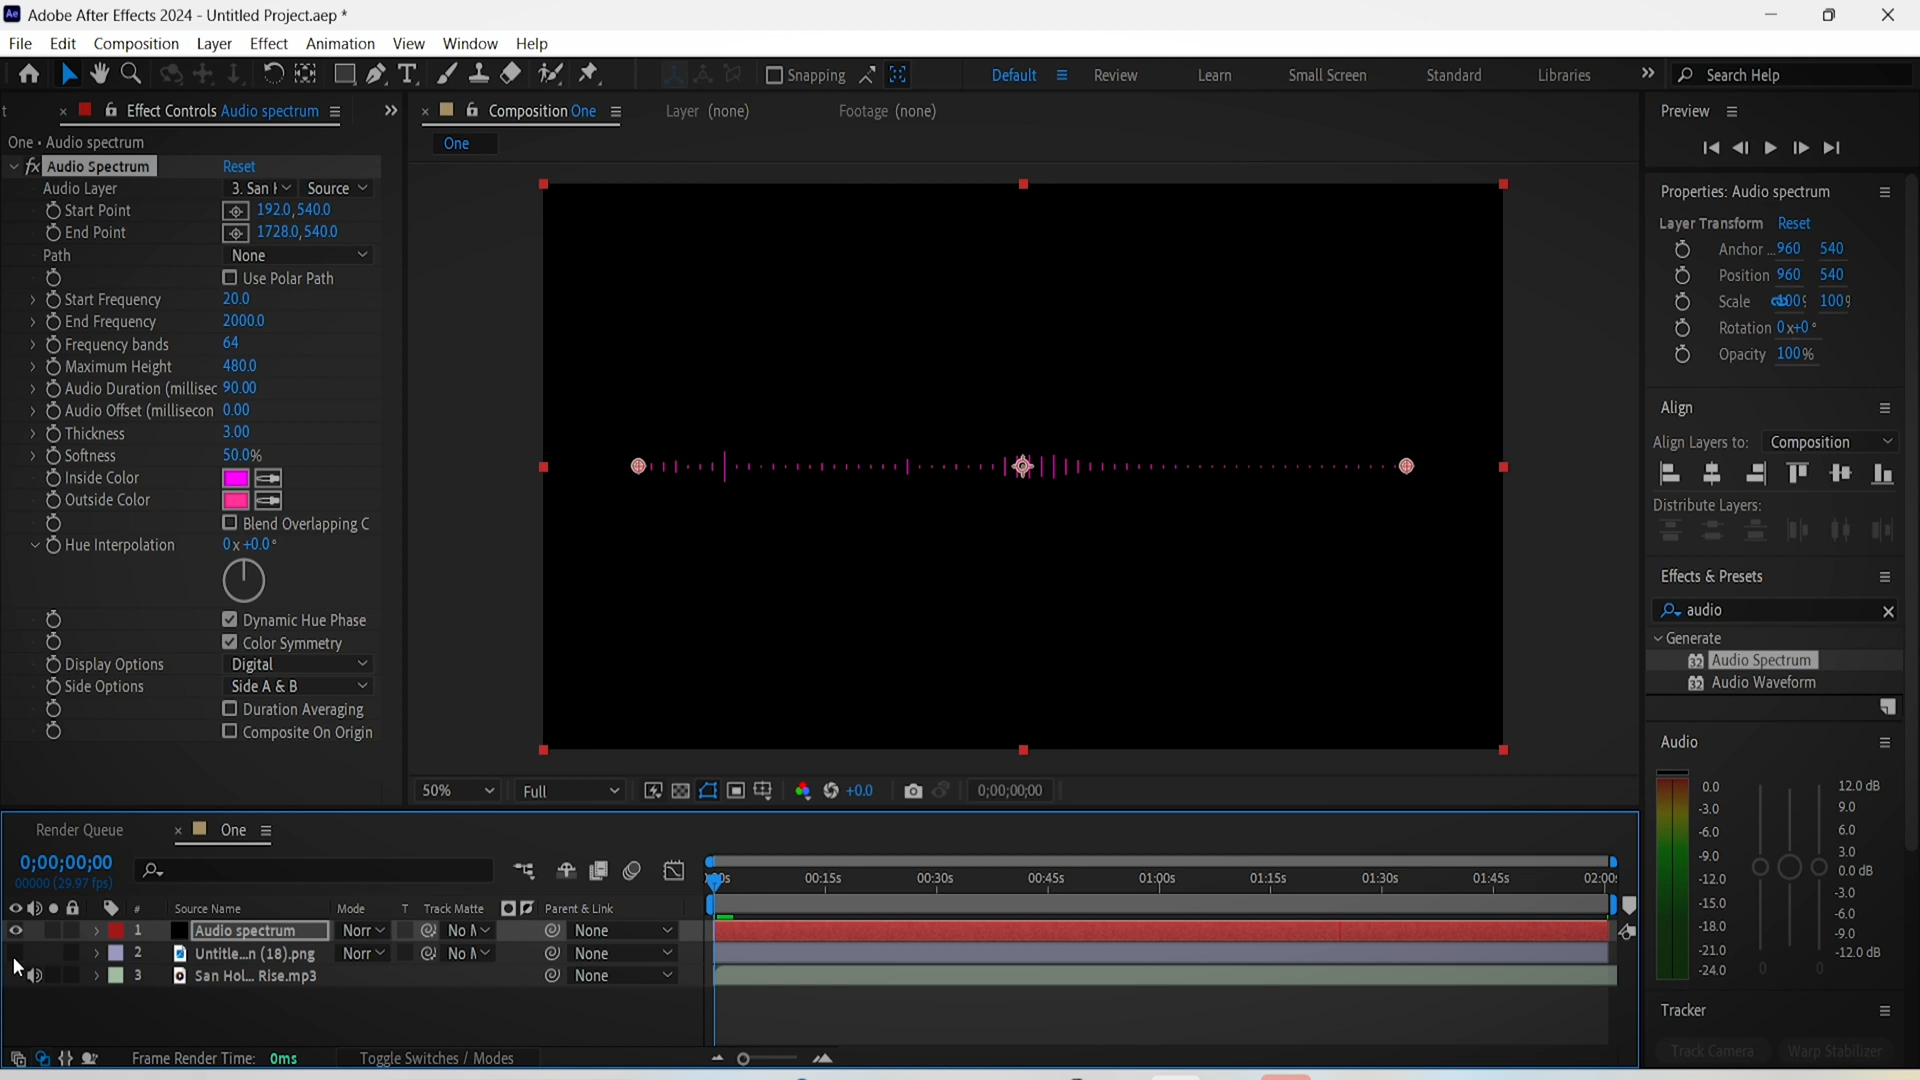 Adobe After Effects 2024 - Untitled Project.aep *
File Edit Composition Layer Effect Animation View Window Help
Snapping Default Review Learn Small Screen Standard Libraries Search Help
Effect Controls Audio spectrum
Composition One
Layer (none)
Footage (none)
Preview
One • Audio spectrum
One
fx Audio Spectrum Reset
Audio Layer 3. San Source
Start Point 192.0, 540.0
End Point 1728.0, 540.0
Path None
Use Polar Path
Start Frequency 20.0
End Frequency 2000.0
Frequency bands 64
Maximum Height 480.0
Audio Duration (millisec 90.00
Audio Offset (millisecon 0.00
Thickness 3.00
Softness 50.0%
Inside Color
Outside Color
Blend Overlapping C
Hue Interpolation 0x+0.0°
Dynamic Hue Phase
Color Symmetry
Display Options Digital
Side Options Side A & B
Duration Averaging
Composite On Origin
50% Full +0.0 0;00;00;00
Properties: Audio spectrum
Layer Transform Reset
Anchor ... 960 540
Position 960 540
Scale 100 100
Rotation 0x+0°
Opacity 100%
Align
Align Layers to: Composition
Distribute Layers:
Effects & Presets
audio
Generate
32 Audio Spectrum
32 Audio Waveform
Audio
0.0 12.0 dB
-3.0 9.0
-6.0 6.0
-9.0 3.0
-12.0 0.0 dB
-15.0 -3.0
-18.0 -6.0
-21.0 -9.0
-24.0 -12.0 dB
0 0
Tracker
Track Camera Warp Stabilizer
Render Queue One
0;00;00;00
00000 (29.97 fps)
00:15s 00:30s 00:45s 01:00s 01:15s 01:30s 01:45s 02:00
# Source Name Mode T Track Matte Parent & Link
1 Audio spectrum Norr No None
2 Untitle...n (18).png Norr No None
3 San Hol... Rise.mp3 None
Frame Render Time: 0ms Toggle Switches / Modes